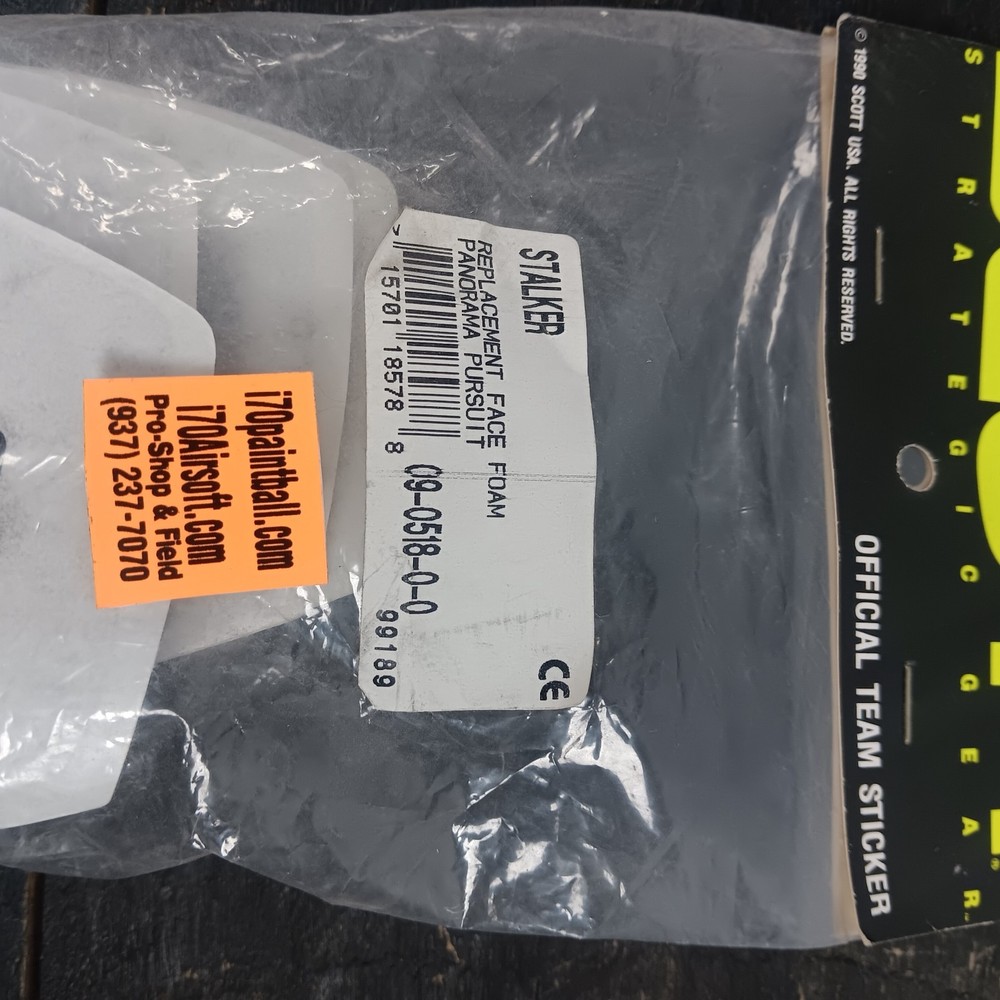 STRATEGIC GEAR™
© 1990 SCOTT USA. ALL RIGHTS RESERVED.
OFFICIAL TEAM STICKER
STALKER
CE
REPLACEMENT FACE FOAM
PANORAMA PURSUIT
15701 18578 8
09-0518-0-0
99189
i70paintball.com
i70Airsoft.com
Pro-Shop & Field
(937) 237-7070